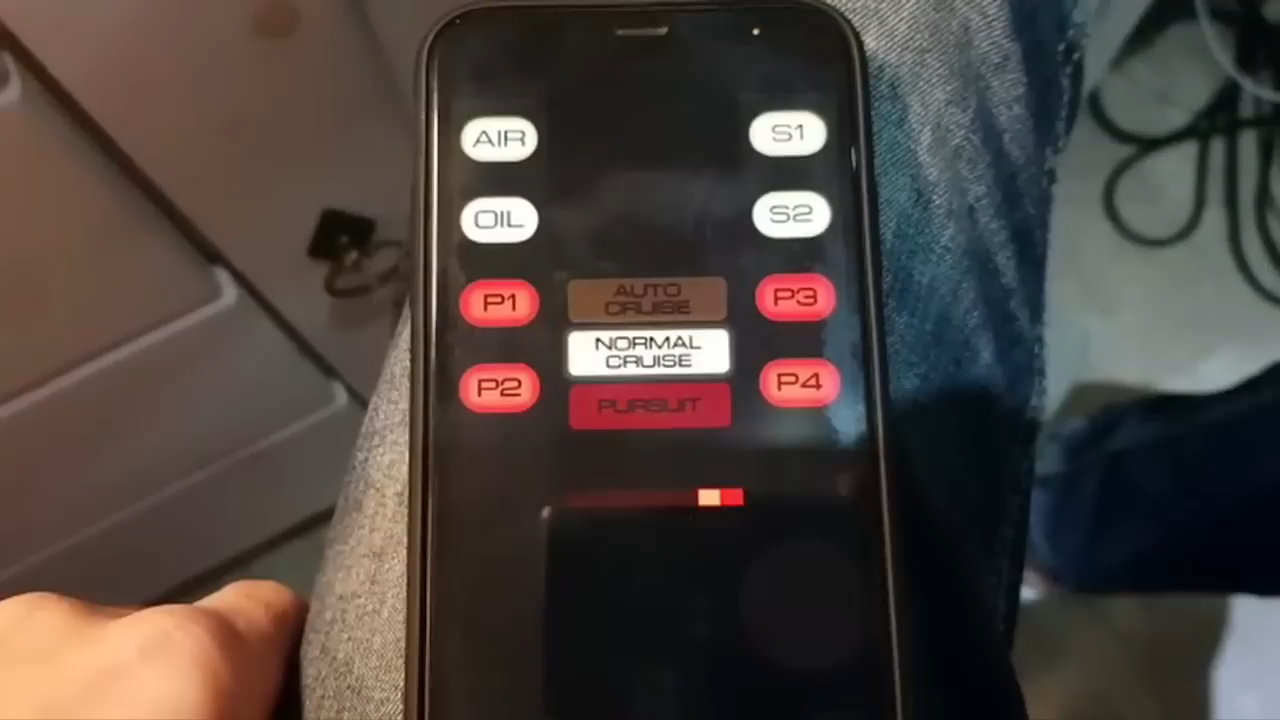 AIR
S1
OIL
S2
P1
AUTO
CRUISE
P3
NORMAL
CRUISE
P2
PURSUIT
P4